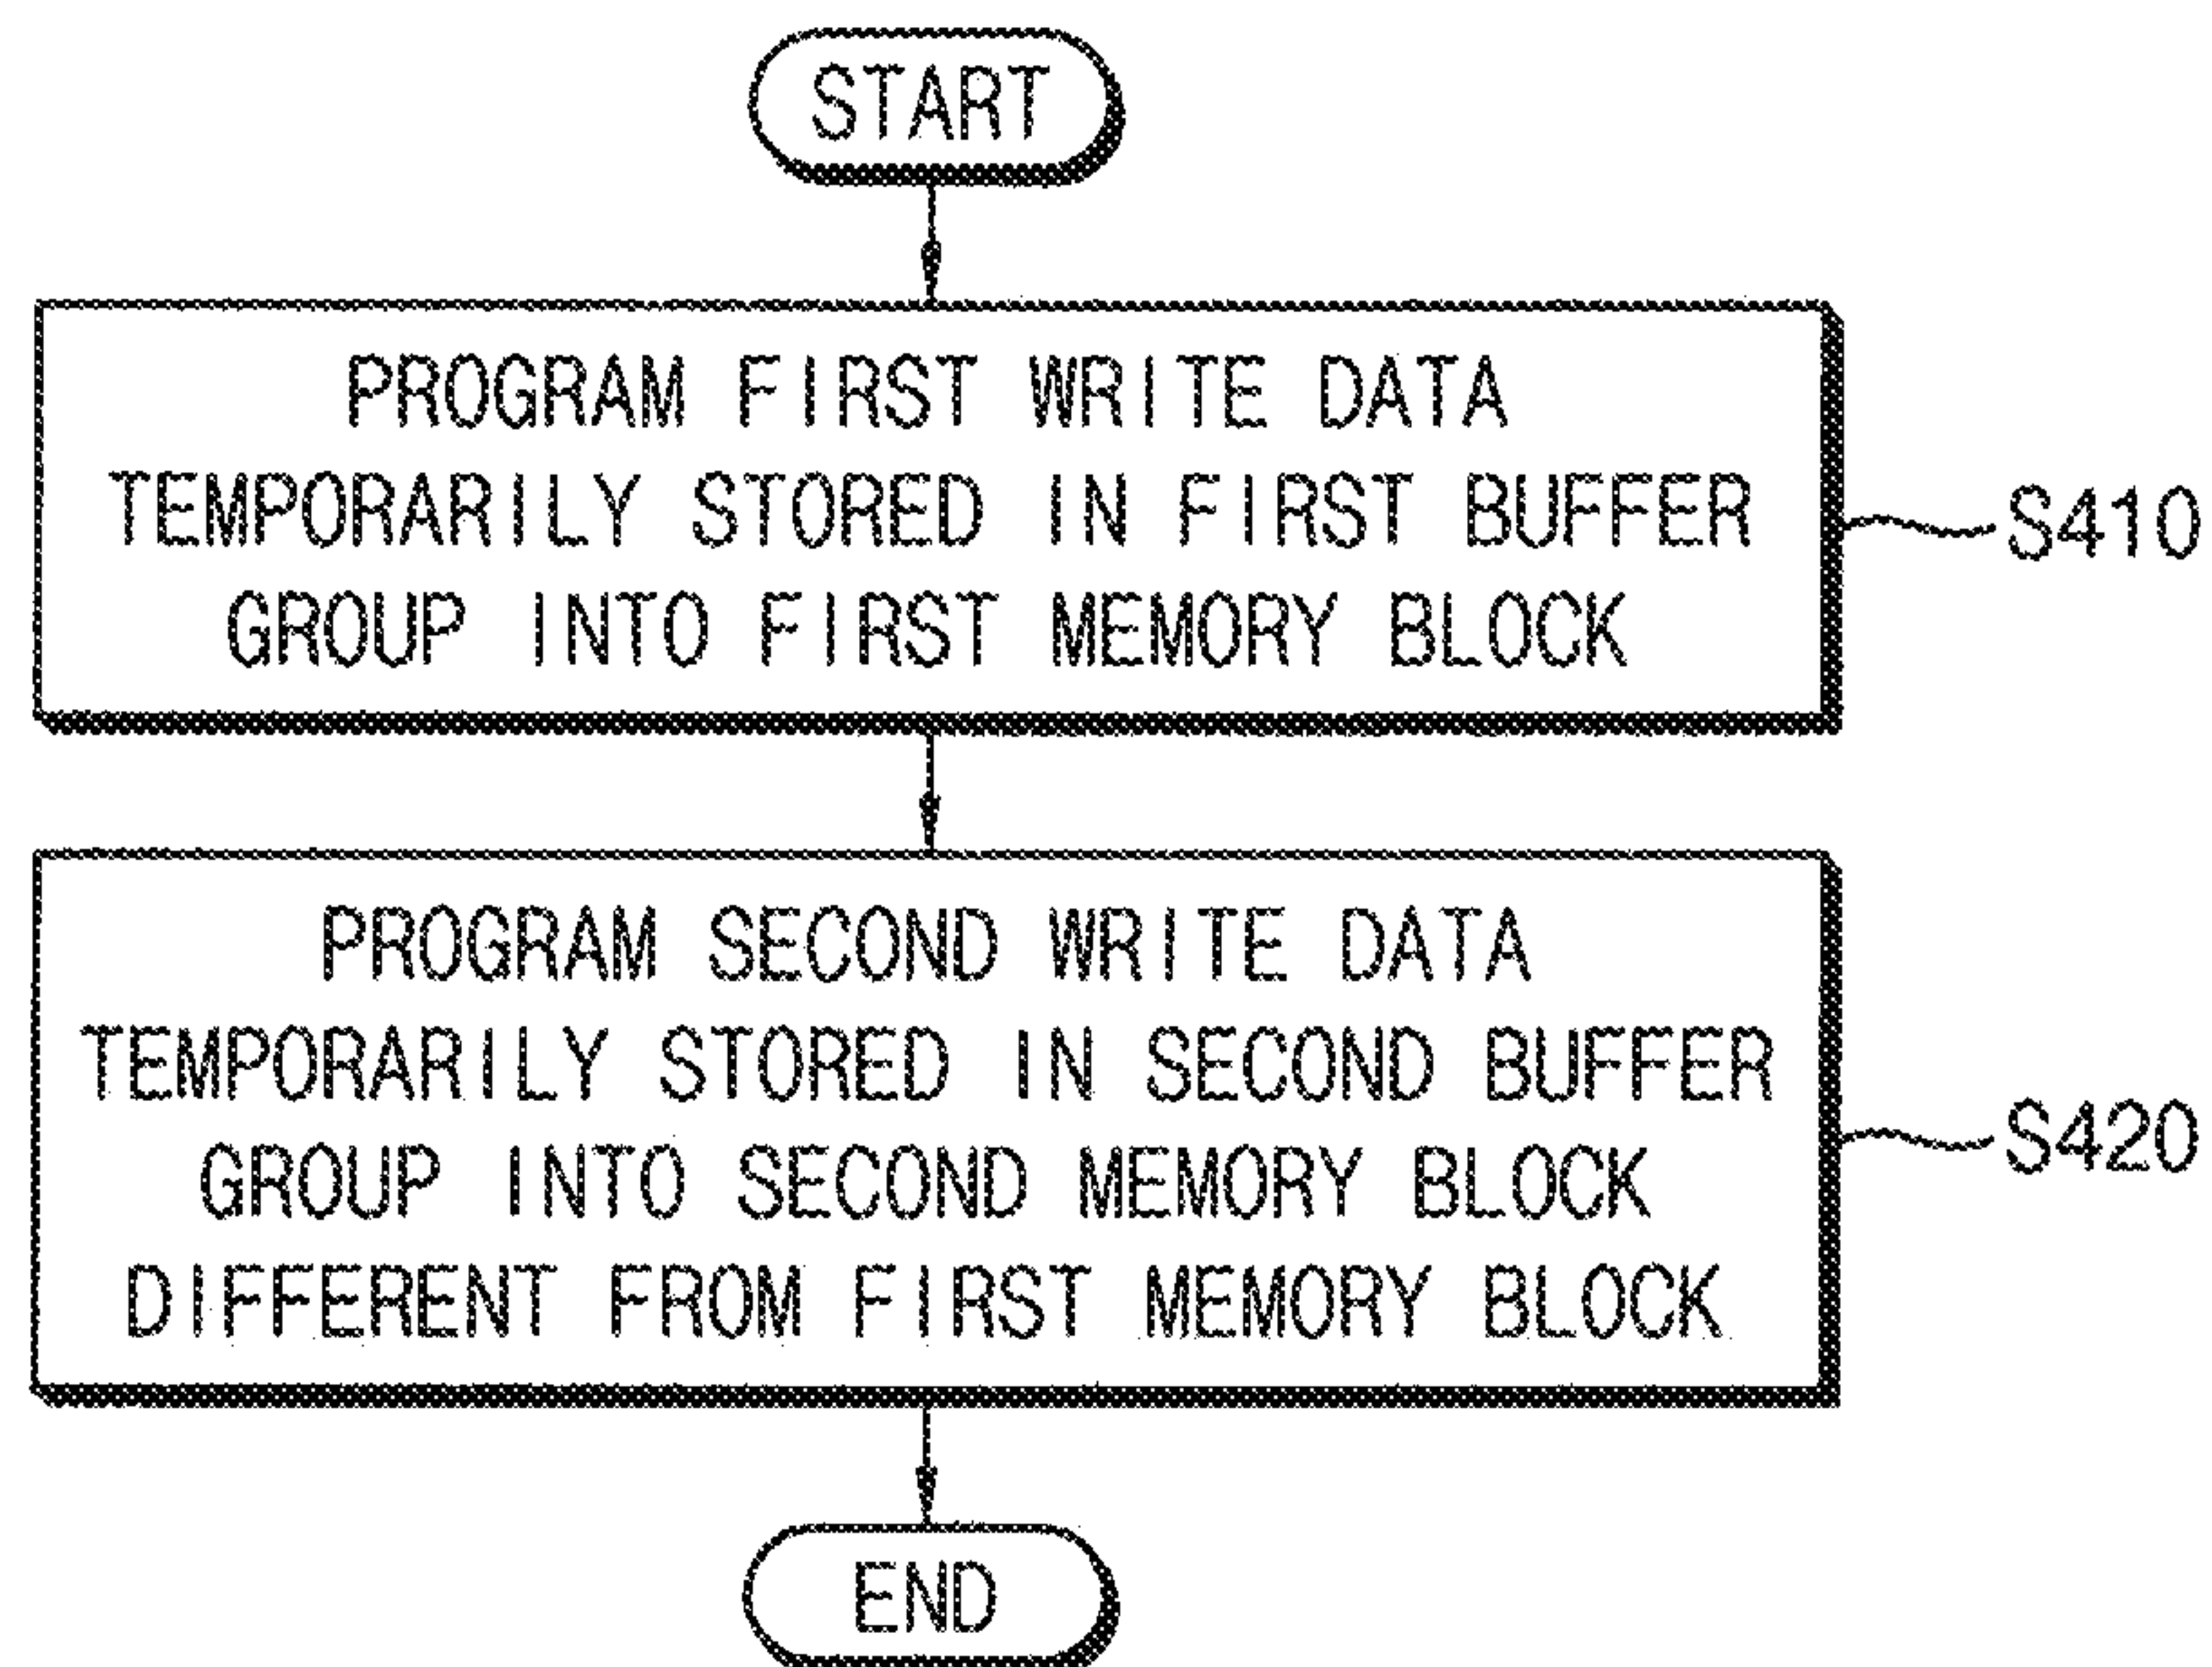 START
PROGRAM FIRST WRITE DATA
TEMPORARILY STORED IN FIRST BUFFER
GROUP INTO FIRST MEMORY BLOCK
S410
PROGRAM SECOND WRITE DATA
TEMPORARILY STORED IN SECOND BUFFER
GROUP INTO SECOND MEMORY BLOCK
DIFFERENT FROM FIRST MEMORY BLOCK
S420
END